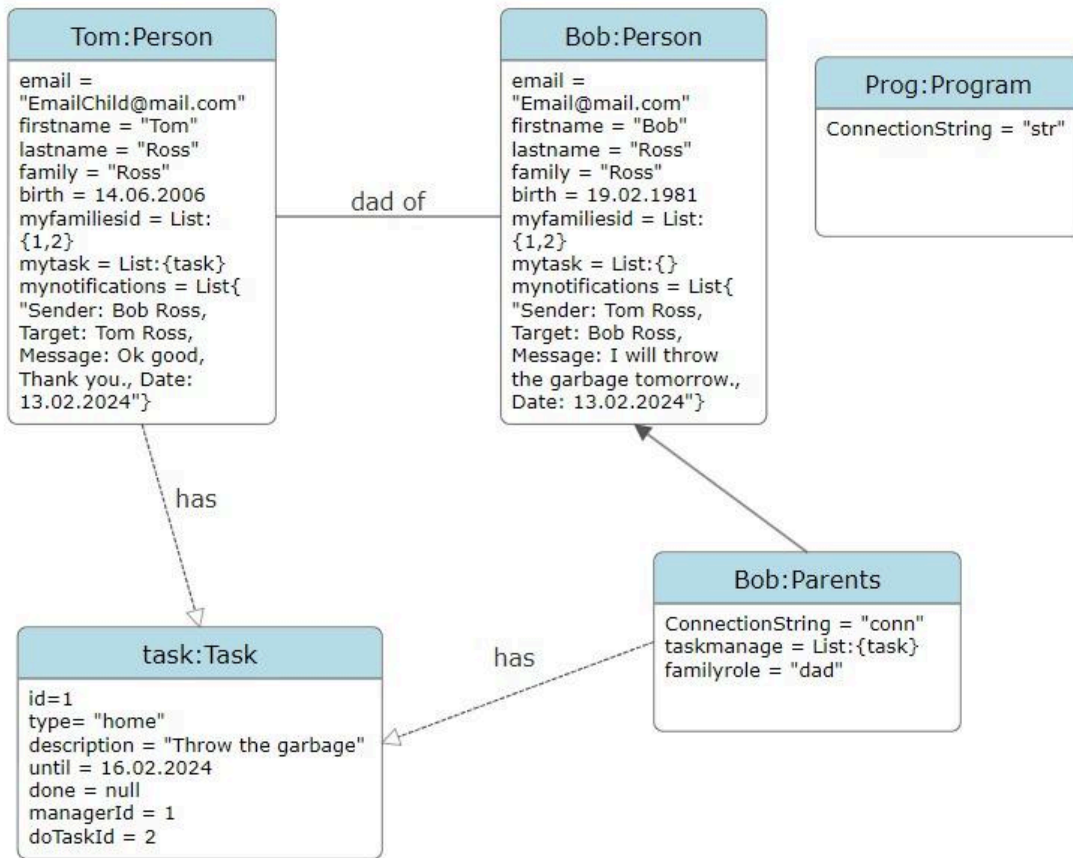 Tom:Person
email =
"EmailChild@mail.com"
firstname = "Tom"
lastname = "Ross"
family = "Ross"
birth = 14.06.2006
myfamiliesid = List:
{1,2}
mytask = List:{task}
mynotifications = List{
"Sender: Bob Ross,
Target: Tom Ross,
Message: Ok good,
Thank you., Date:
13.02.2024"}
dad of
Bob:Person
email =
"Email@mail.com"
firstname = "Bob"
lastname = "Ross"
family = "Ross"
birth = 19.02.1981
myfamiliesid = List:
{1,2}
mytask = List:{}
mynotifications = List{
"Sender: Tom Ross,
Target: Bob Ross,
Message: I will throw
the garbage tomorrow.,
Date: 13.02.2024"}
Prog:Program
ConnectionString = "str"
has
task:Task
id=1
type= "home"
description = "Throw the garbage"
until = 16.02.2024
done = null
managerId = 1
doTaskId = 2
has
Bob:Parents
ConnectionString = "conn"
taskmanage = List:{task}
familyrole = "dad"